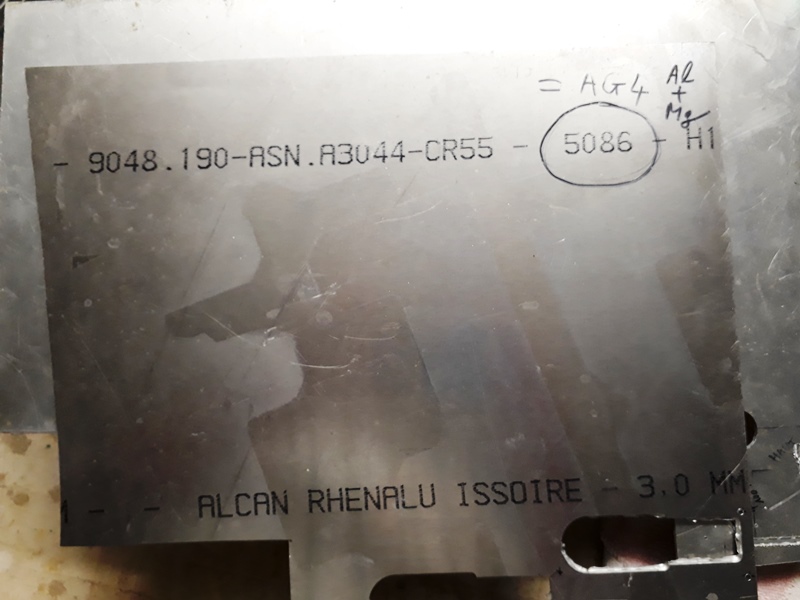 = AG4 Al
+
Mg
- 9048.190-ASN.A3044-CR55 - 5086 - H1
M - - ALCAN RHENALU ISSOIRE - 3.0 MM